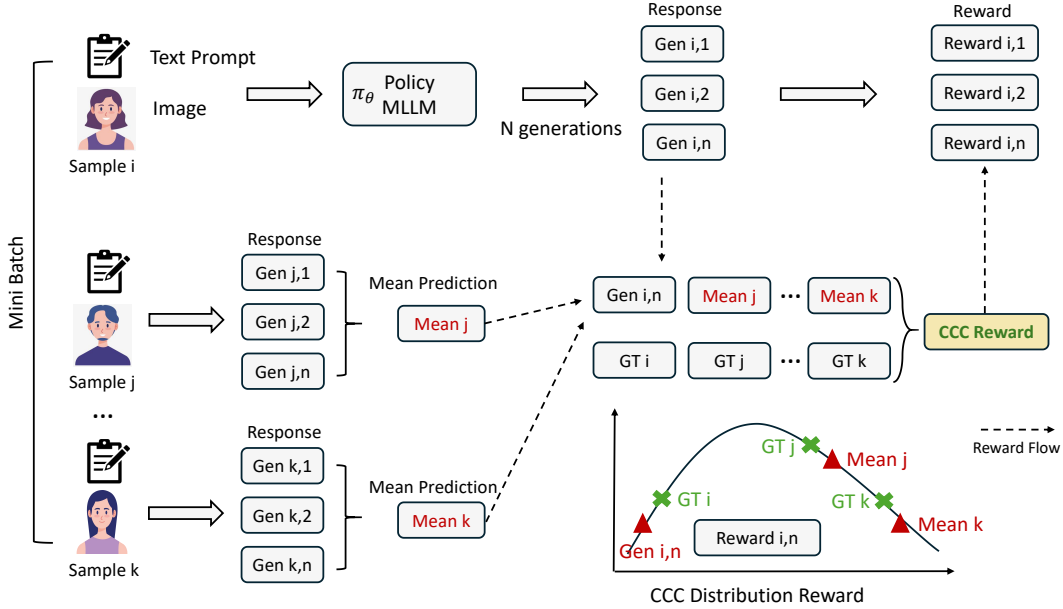 Mini Batch
Text Prompt
Image
Sample i
πθ Policy
MLLM
N generations
Response
Gen i,1
Gen i,2
Gen i,n
Reward
Reward i,1
Reward i,2
Reward i,n
Sample j
Response
Gen j,1
Gen j,2
Gen j,n
Mean Prediction
Mean j
...
Sample k
Response
Gen k,1
Gen k,2
Gen k,n
Mean Prediction
Mean k
Gen i,n Mean j ... Mean k
GT i GT j ... GT k
CCC Reward
Reward Flow
GT j
Mean j
GT i
GT k
Mean k
Gen i,n
Reward i,n
CCC Distribution Reward